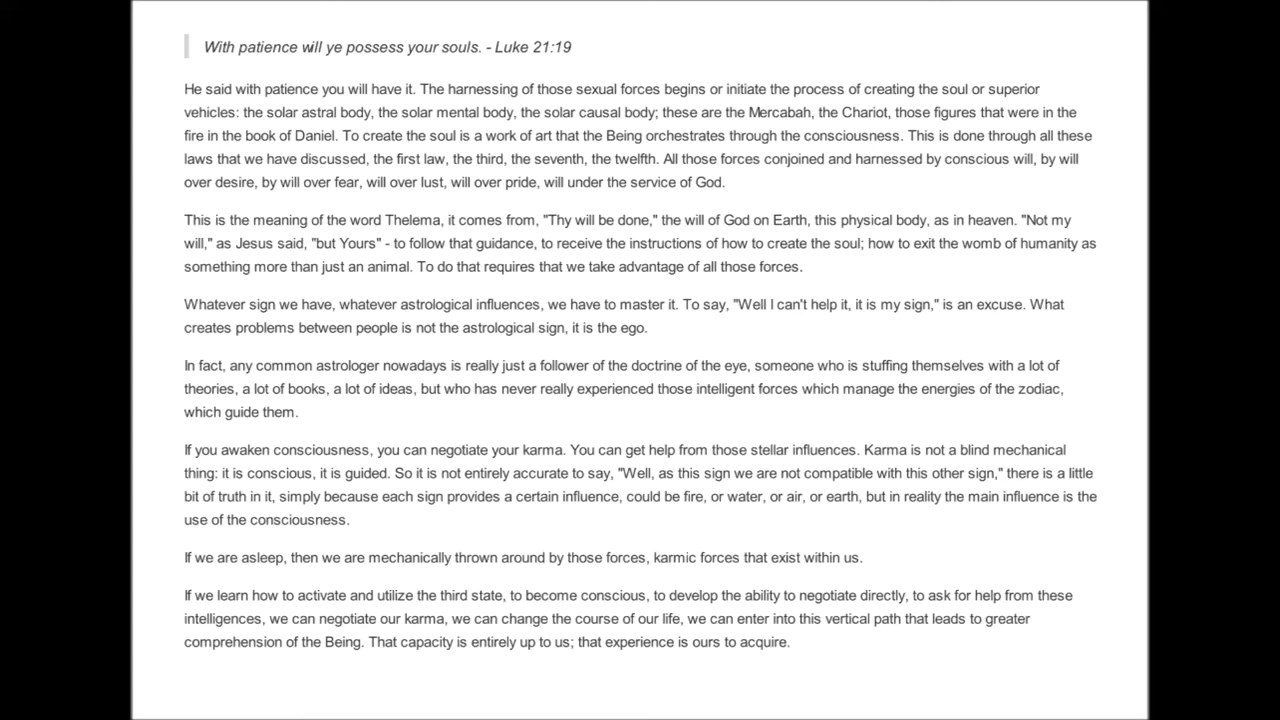 With patience will ye possess your souls. - Luke 21:19
He said with patience you will have it. The harnessing of those sexual forces begins or initiate the process of creating the soul or superior
vehicles: the solar astral body, the solar mental body, the solar causal body; these are the Mercabah, the Chariot, those figures that were in the
fire in the book of Daniel. To create the soul is a work of art that the Being orchestrates through the consciousness. This is done through all these
laws that we have discussed, the first law, the third, the seventh, the twelfth. All those forces conjoined and harnessed by conscious will, by will
over desire, by will over fear, will over lust, will over pride, will under the service of God.
This is the meaning of the word Thelema, it comes from, "Thy will be done," the will of God on Earth, this physical body, as in heaven. "Not my
will," as Jesus said, "but Yours" - to follow that guidance, to receive the instructions of how to create the soul; how to exit the womb of humanity as
something more than just an animal. To do that requires that we take advantage of all those forces.
Whatever sign we have, whatever astrological influences, we have to master it. To say, "Well I can't help it, it is my sign," is an excuse. What
creates problems between people is not the astrological sign, it is the ego.
In fact, any common astrologer nowadays is really just a follower of the doctrine of the eye, someone who is stuffing themselves with a lot of
theories, a lot of books, a lot of ideas, but who has never really experienced those intelligent forces which manage the energies of the zodiac,
which guide them.
If you awaken consciousness, you can negotiate your karma. You can get help from those stellar influences. Karma is not a blind mechanical
thing: it is conscious, it is guided. So it is not entirely accurate to say, "Well, as this sign we are not compatible with this other sign," there is a little
bit of truth in it, simply because each sign provides a certain influence, could be fire, or water, or air, or earth, but in reality the main influence is the
use of the consciousness.
If we are asleep, then we are mechanically thrown around by those forces, karmic forces that exist within us.
If we learn how to activate and utilize the third state, to become conscious, to develop the ability to negotiate directly, to ask for help from these
intelligences, we can negotiate our karma, we can change the course of our life, we can enter into this vertical path that leads to greater
comprehension of the Being. That capacity is entirely up to us; that experience is ours to acquire.